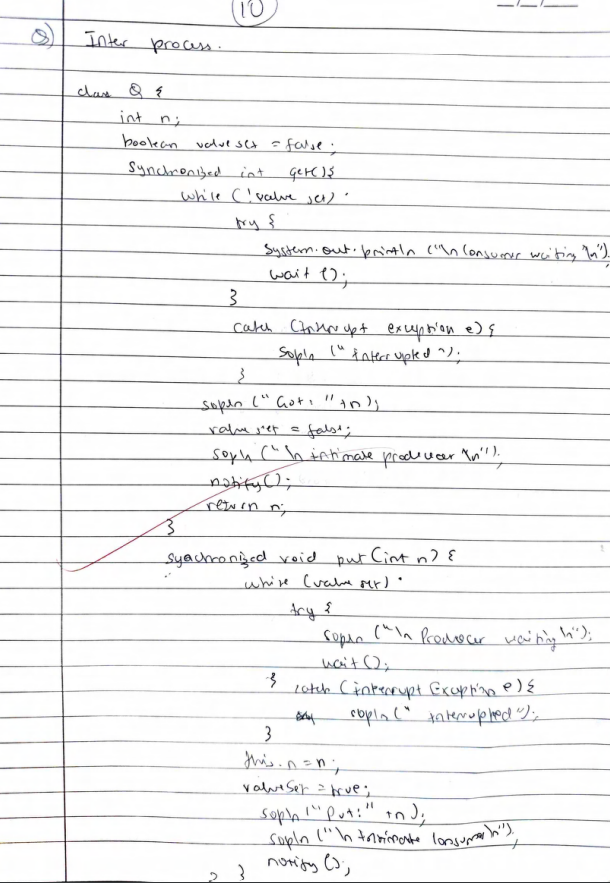 10
Q) Inter process.
class Q {
int n;
boolean value set = false;
Synchronized int get(){
while (!value set)
try {
System.out.println ("\n Consumer waiting \n")
wait ();
}
catch (Interrupt exception e) {
Sopln (" interrupted ");
}
sopln (" Got: " +n);
value set = false;
sopln (" \n intimate producer \n").
notify();
return n;
}
synchronized void put (int n) {
while (value set)
try {
sopln ("\n Producer waiting \n");
wait ();
} catch (interrupt Exception e) {
sopln (" interrupted ");
}
this.n = n;
valueSet = true;
sopln (" Put: " +n);
sopln ("\n intimate Consumer \n");
notify ();
} }